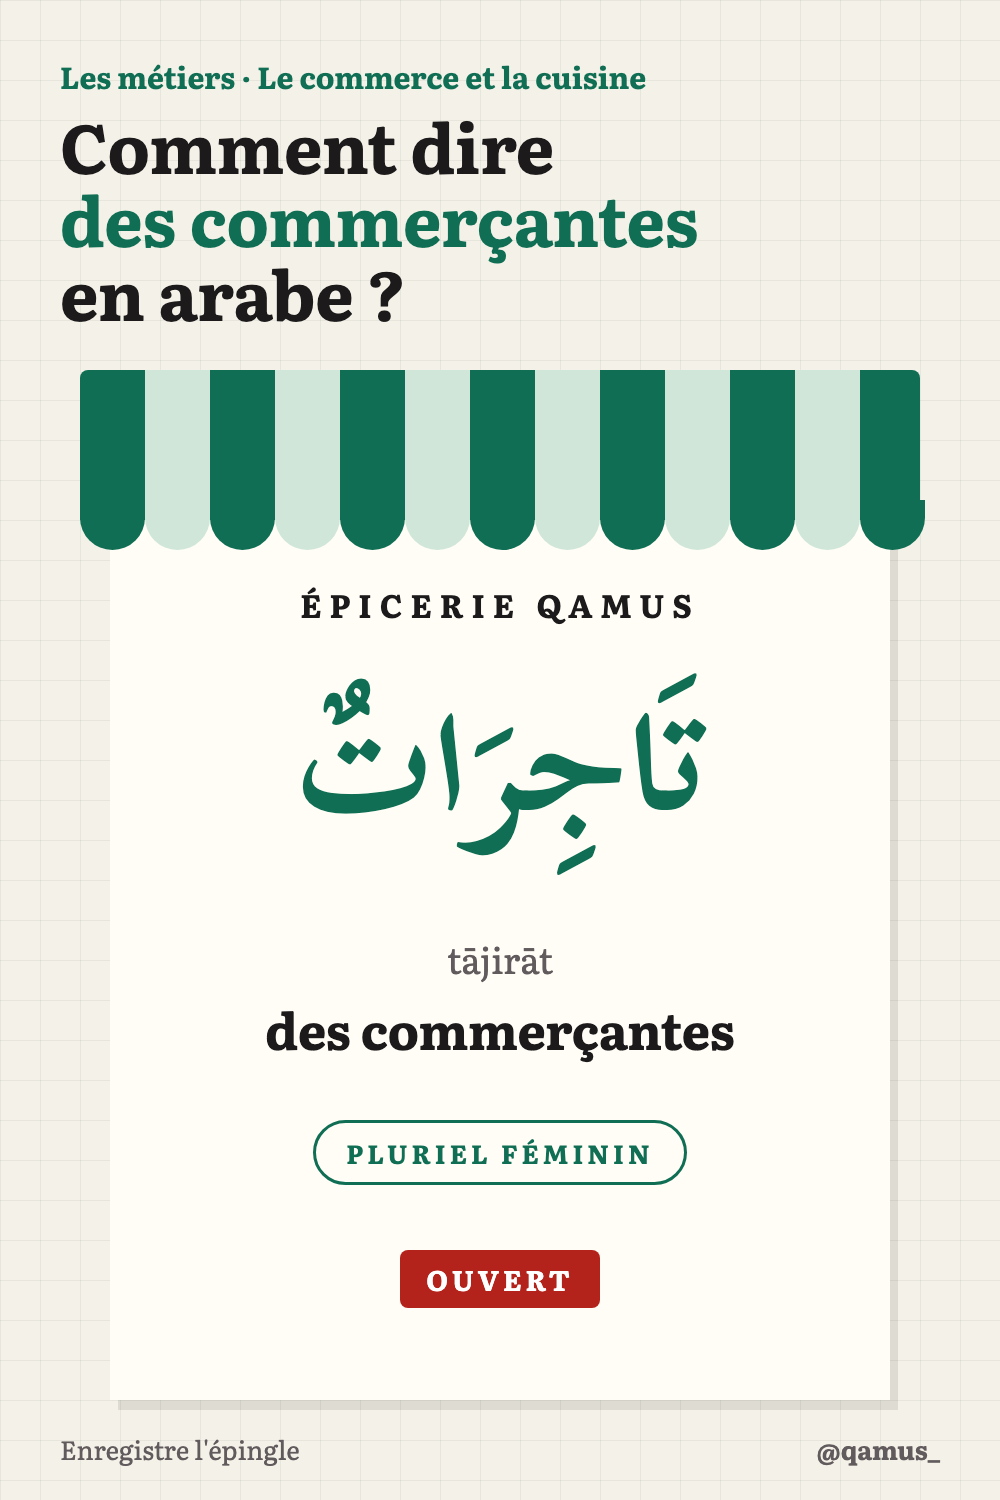 Les métiers · Le commerce et la cuisine
Comment dire
des commerçantes
en arabe ?
ÉPICERIE QAMUS
تَاجِرَاتٌ
tājirāt
des commerçantes
PLURIEL FÉMININ
OUVERT
Enregistre l'épingle
@qamus_